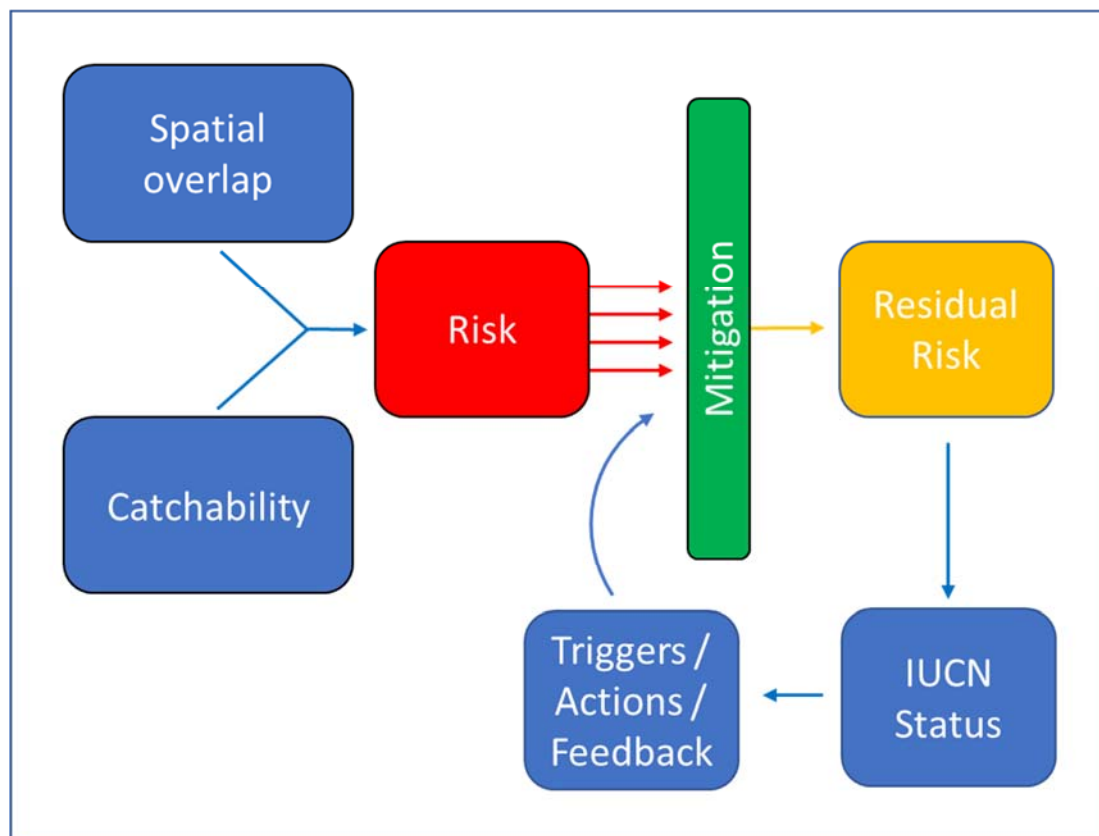 Spatial
overlap
Catchability
Risk
Mitigation
Residual
Risk
IUCN
Status
Triggers /
Actions /
Feedback